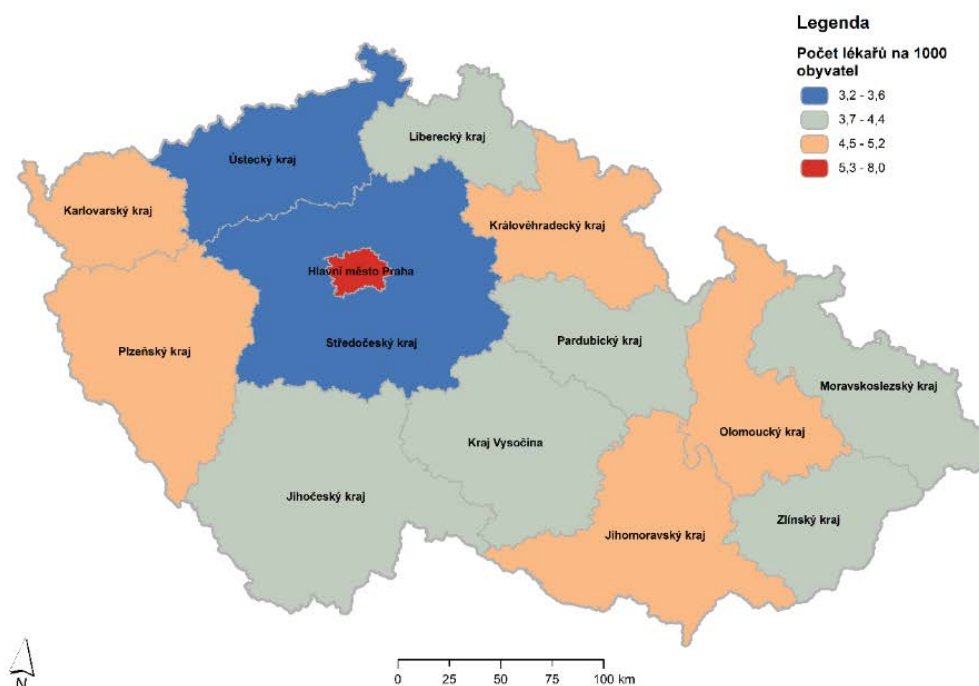 Legenda
Počet lékařů na 1000
obyvatel
3,2 - 3,6
3,7 - 4,4
4,5 - 5,2
5,3 - 8,0
Liberecký kraj
Ústecký kraj
Karlovarský kraj
Královéhradecký kraj
Hlavní město Praha
Středočeský kraj
Pardubický kraj
Plzeňský kraj
Moravskoslezský kraj
Olomoucký kraj
Kraj Vysočina
Jihočeský kraj
Zlínský kraj
Jihomoravský kraj
N
0 25 50 75 100 km